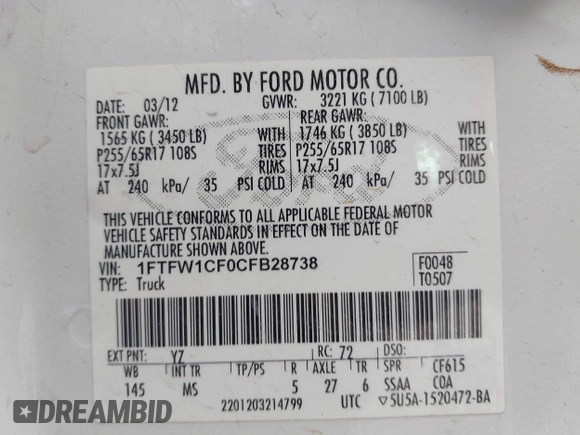 MFD. BY FORD MOTOR CO.
DATE: 03/12 GVWR: 3221 KG ( 7100 LB)
FRONT GAWR: REAR GAWR:
1565 KG ( 3450 LB) WITH 1746 KG ( 3850 LB) WITH
P255/65R17 108S TIRES P255/65R17 108S TIRES
17x7.5J RIMS 17x7.5J RIMS
AT 240 kPa/ 35 PSI COLD AT 240 kPa/ 35 PSI COLD
THIS VEHICLE CONFORMS TO ALL APPLICABLE FEDERAL MOTOR
VEHICLE SAFETY STANDARDS IN EFFECT ON THE DATE OF
MANUFACTURE SHOWN ABOVE.
VIN: 1FTFW1CF0CFB28738 F0048
TYPE: Truck T0507
EXT PNT: YZ RC: 72 DSO:
WB INT TR TP/PS R AXLE TR SPR CF615
145 MS 5 27 6 SSAA COA
2201203214799 UTC ▽5U5A-1520472-BA
AutoBidMaster